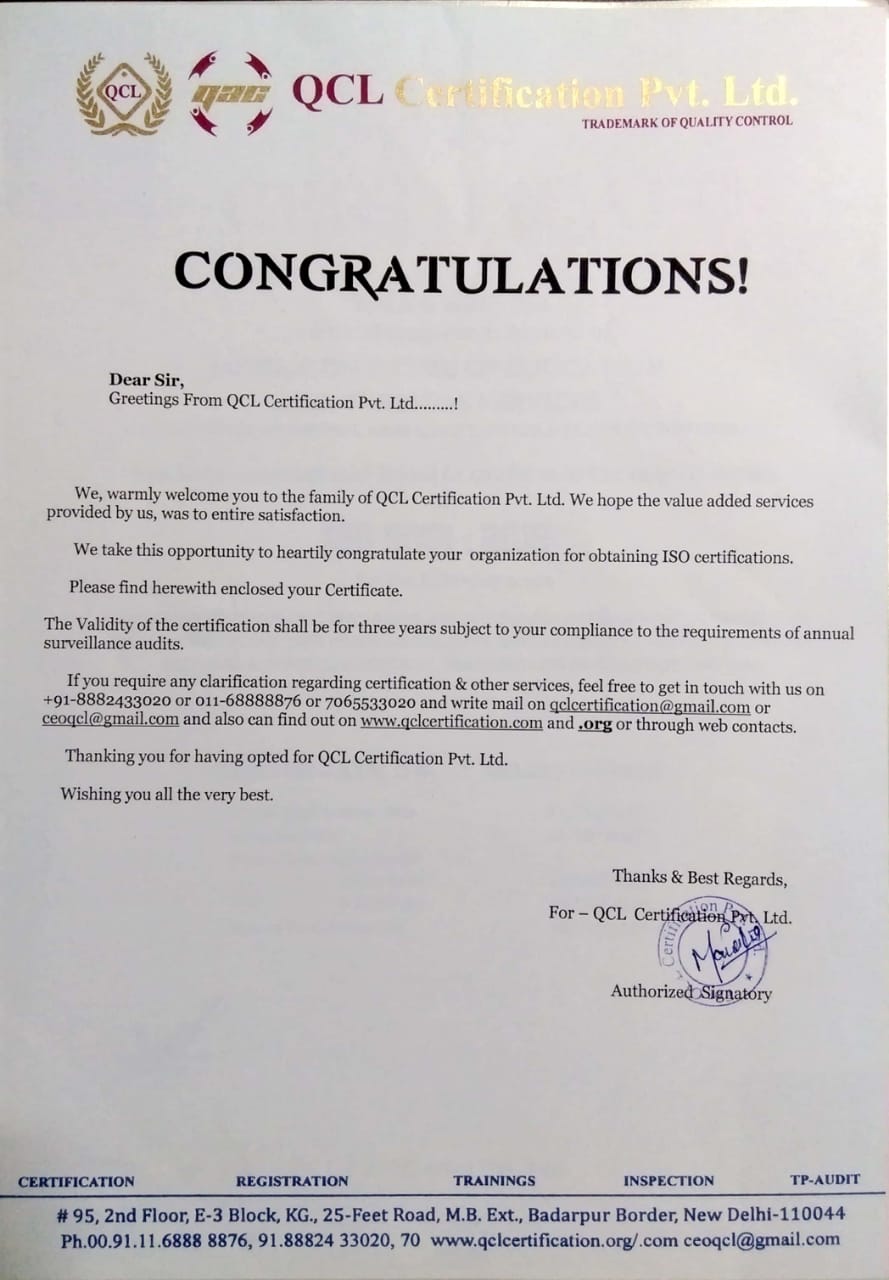 QCL
qac
QCL Certification Pvt. Ltd.
TRADEMARK OF QUALITY CONTROL
CONGRATULATIONS!
Dear Sir,
Greetings From QCL Certification Pvt. Ltd.........!
We, warmly welcome you to the family of QCL Certification Pvt. Ltd. We hope the value added services
provided by us, was to entire satisfaction.
We take this opportunity to heartily congratulate your organization for obtaining ISO certifications.
Please find herewith enclosed your Certificate.
The Validity of the certification shall be for three years subject to your compliance to the requirements of annual
surveillance audits.
If you require any clarification regarding certification & other services, feel free to get in touch with us on
+91-8882433020 or 011-68888876 or 7065533020 and write mail on qclcertification@gmail.com or
ceoqcl@gmail.com and also can find out on www.qclcertification.com and .org or through web contacts.
Thanking you for having opted for QCL Certification Pvt. Ltd.
Wishing you all the very best.
Thanks & Best Regards,
For – QCL Certification Pvt. Ltd.
Authorized Signatory
CERTIFICATION REGISTRATION TRAININGS INSPECTION TP-AUDIT
# 95, 2nd Floor, E-3 Block, KG., 25-Feet Road, M.B. Ext., Badarpur Border, New Delhi-110044
Ph.00.91.11.6888 8876, 91.88824 33020, 70 www.qclcertification.org/.com ceoqcl@gmail.com